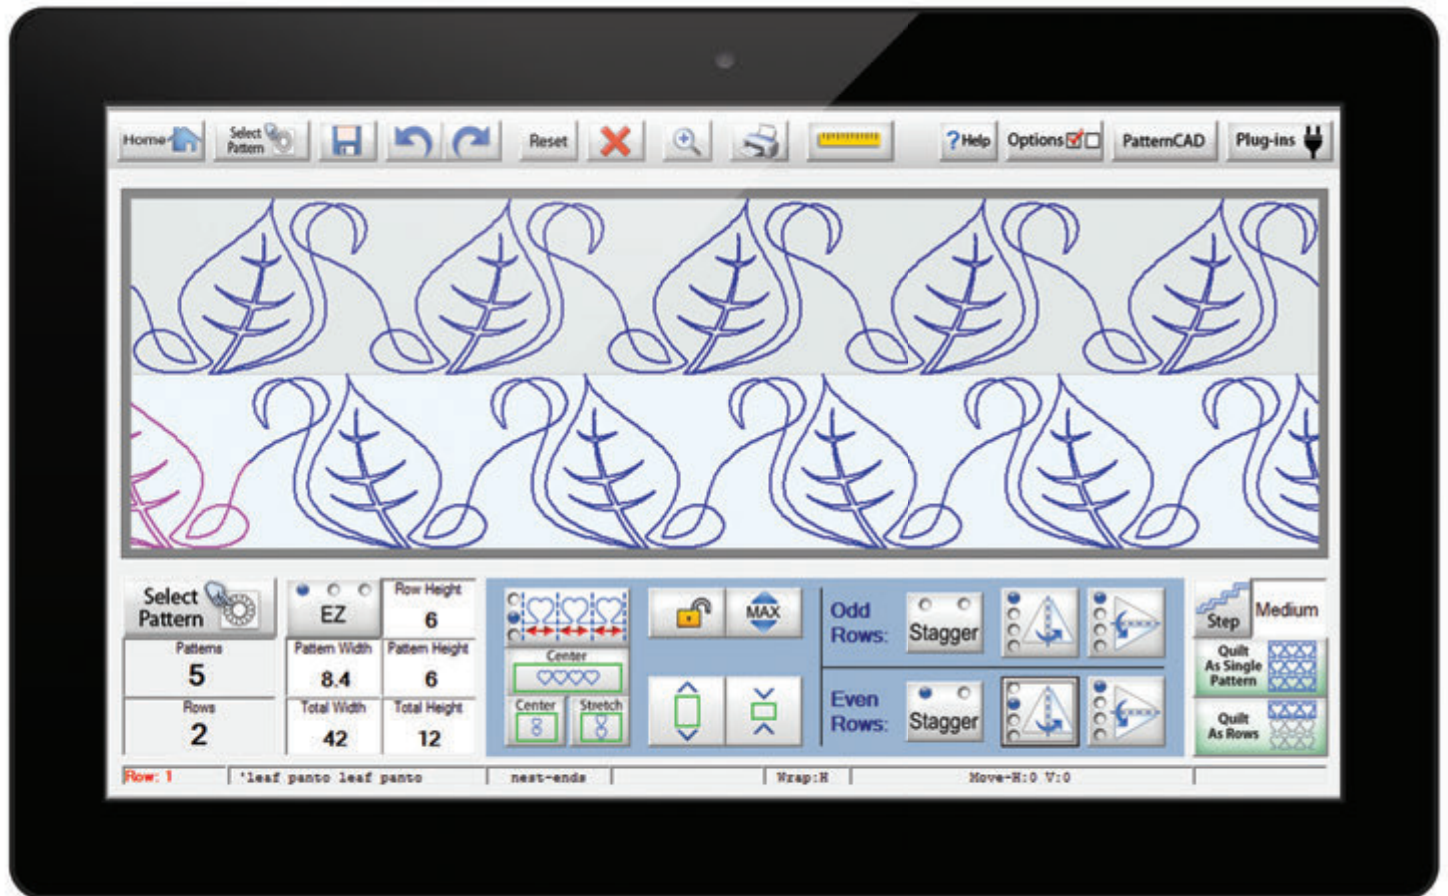 Home
Select
Pattern
Reset
?Help
Options
PatternCAD
Plug-ins
Select
Pattern
Patterns
5
Rows
2
EZ
Row Height
6
Pattern Width
8.4
Pattern Height
6
Total Width
42
Total Height
12
Center
Center
Stretch
MAX
Odd
Rows:
Stagger
Even
Rows:
Stagger
Step
Medium
Quilt
As Single
Pattern
Quilt
As Rows
Row: 1
'leaf panto leaf panto
nest-ends
Wrap:H
Move-H:0 V:0